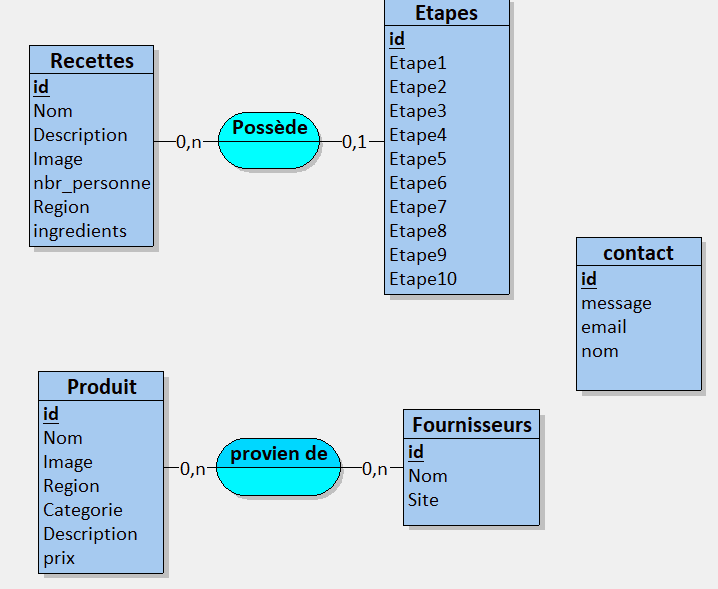 Recettes
id
Nom
Description
Image
nbr_personne
Region
ingredients
0,n
Possède
0,1
Etapes
id
Etape1
Etape2
Etape3
Etape4
Etape5
Etape6
Etape7
Etape8
Etape9
Etape10
contact
id
message
email
nom
Produit
id
Nom
Image
Region
Categorie
Description
prix
0,n
provien de
0,n
Fournisseurs
id
Nom
Site